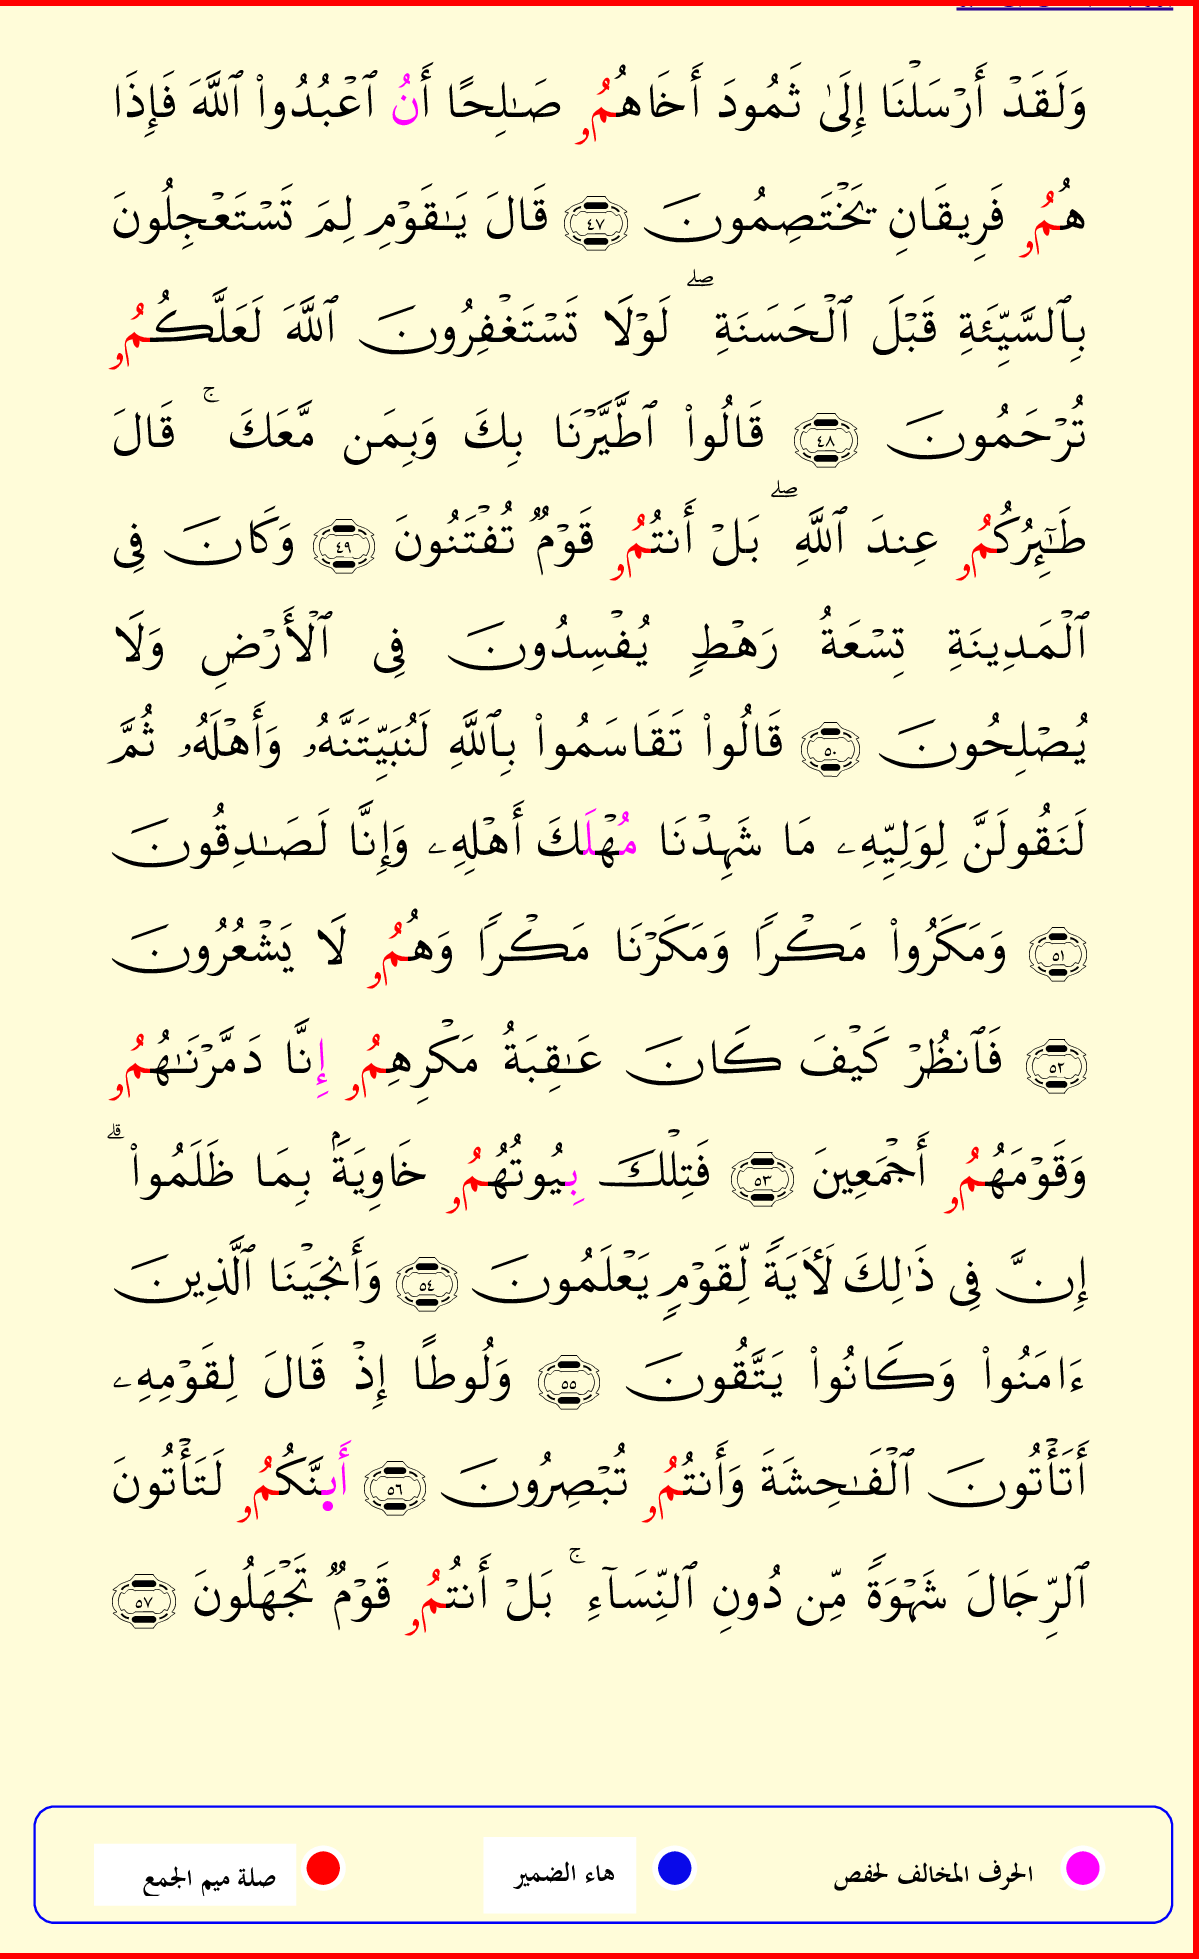 وَلَقَدْ أَرْسَلْنَا إِلَىٰ ثَمُودَ أَخَاهُمُۥ صَـٰلِحًا أَنُ ٱعْبُدُوا۟ ٱللَّهَ فَإِذَا
هُمُۥ فَرِيقَانِ يَخْتَصِمُونَ ٤٧ قَالَ يَـٰقَوْمِ لِمَ تَسْتَعْجِلُونَ
بِٱلسَّيِّئَةِ قَبْلَ ٱلْحَسَنَةِ ۖ لَوْلَا تَسْتَغْفِرُونَ ٱللَّهَ لَعَلَّكُمُۥ
تُرْحَمُونَ ٤٨ قَالُوا۟ ٱطَّيَّرْنَا بِكَ وَبِمَن مَّعَكَ ۚ قَالَ
طَـٰٓئِرُكُمُۥ عِندَ ٱللَّهِ ۖ بَلْ أَنتُمُۥ قَوْمٌ تُفْتَنُونَ ٤٩ وَكَانَ فِى
ٱلْمَدِينَةِ تِسْعَةُ رَهْطٍ يُفْسِدُونَ فِى ٱلْأَرْضِ وَلَا
يُصْلِحُونَ ٥٠ قَالُوا۟ تَقَاسَمُوا۟ بِٱللَّهِ لَنُبَيِّتَنَّهُۥ وَأَهْلَهُۥ ثُمَّ
لَنَقُولَنَّ لِوَلِيِّهِۦ مَا شَهِدْنَا مُهْلَكَ أَهْلِهِۦ وَإِنَّا لَصَـٰدِقُونَ
٥١ وَمَكَرُوا۟ مَكْرًا وَمَكَرْنَا مَكْرًا وَهُمُۥ لَا يَشْعُرُونَ
٥٢ فَٱنظُرْ كَيْفَ كَانَ عَـٰقِبَةُ مَكْرِهِمُۥ إِنَّا دَمَّرْنَـٰهُمُۥ
وَقَوْمَهُمُۥ أَجْمَعِينَ ٥٣ فَتِلْكَ بِيُوتُهُمُۥ خَاوِيَةًۢ بِمَا ظَلَمُوا۟ ۗ
إِنَّ فِى ذَٰلِكَ لَـَٔايَةً لِّقَوْمٍ يَعْلَمُونَ ٥٤ وَأَنجَيْنَا ٱلَّذِينَ
ءَامَنُوا۟ وَكَانُوا۟ يَتَّقُونَ ٥٥ وَلُوطًا إِذْ قَالَ لِقَوْمِهِۦ
أَتَأْتُونَ ٱلْفَـٰحِشَةَ وَأَنتُمُۥ تُبْصِرُونَ ٥٦ أَىِٕنَّكُمُۥ لَتَأْتُونَ
ٱلرِّجَالَ شَهْوَةً مِّن دُونِ ٱلنِّسَآءِ ۚ بَلْ أَنتُمُۥ قَوْمٌ تَجْهَلُونَ ٥٧
الحرف المخالف لحفص هاء الضمير صلة ميم الجمع